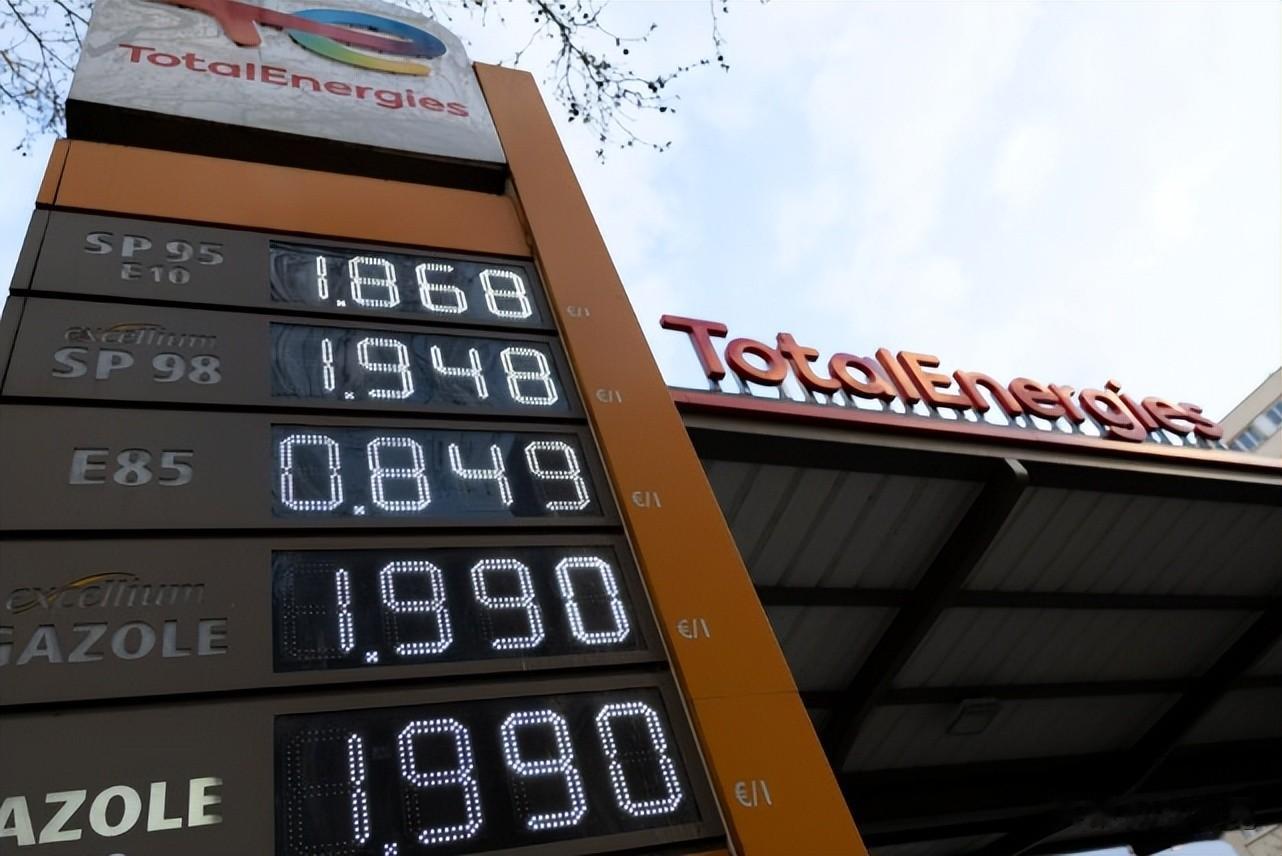 TotalEnergies
SP 95
E10
1.868
€/l
excellium
SP 98
1.948
€/l
E85
0.849
€/l
excellium
GAZOLE
1.990
€/l
AZOLE
1.990
€/l
TotalEnergies